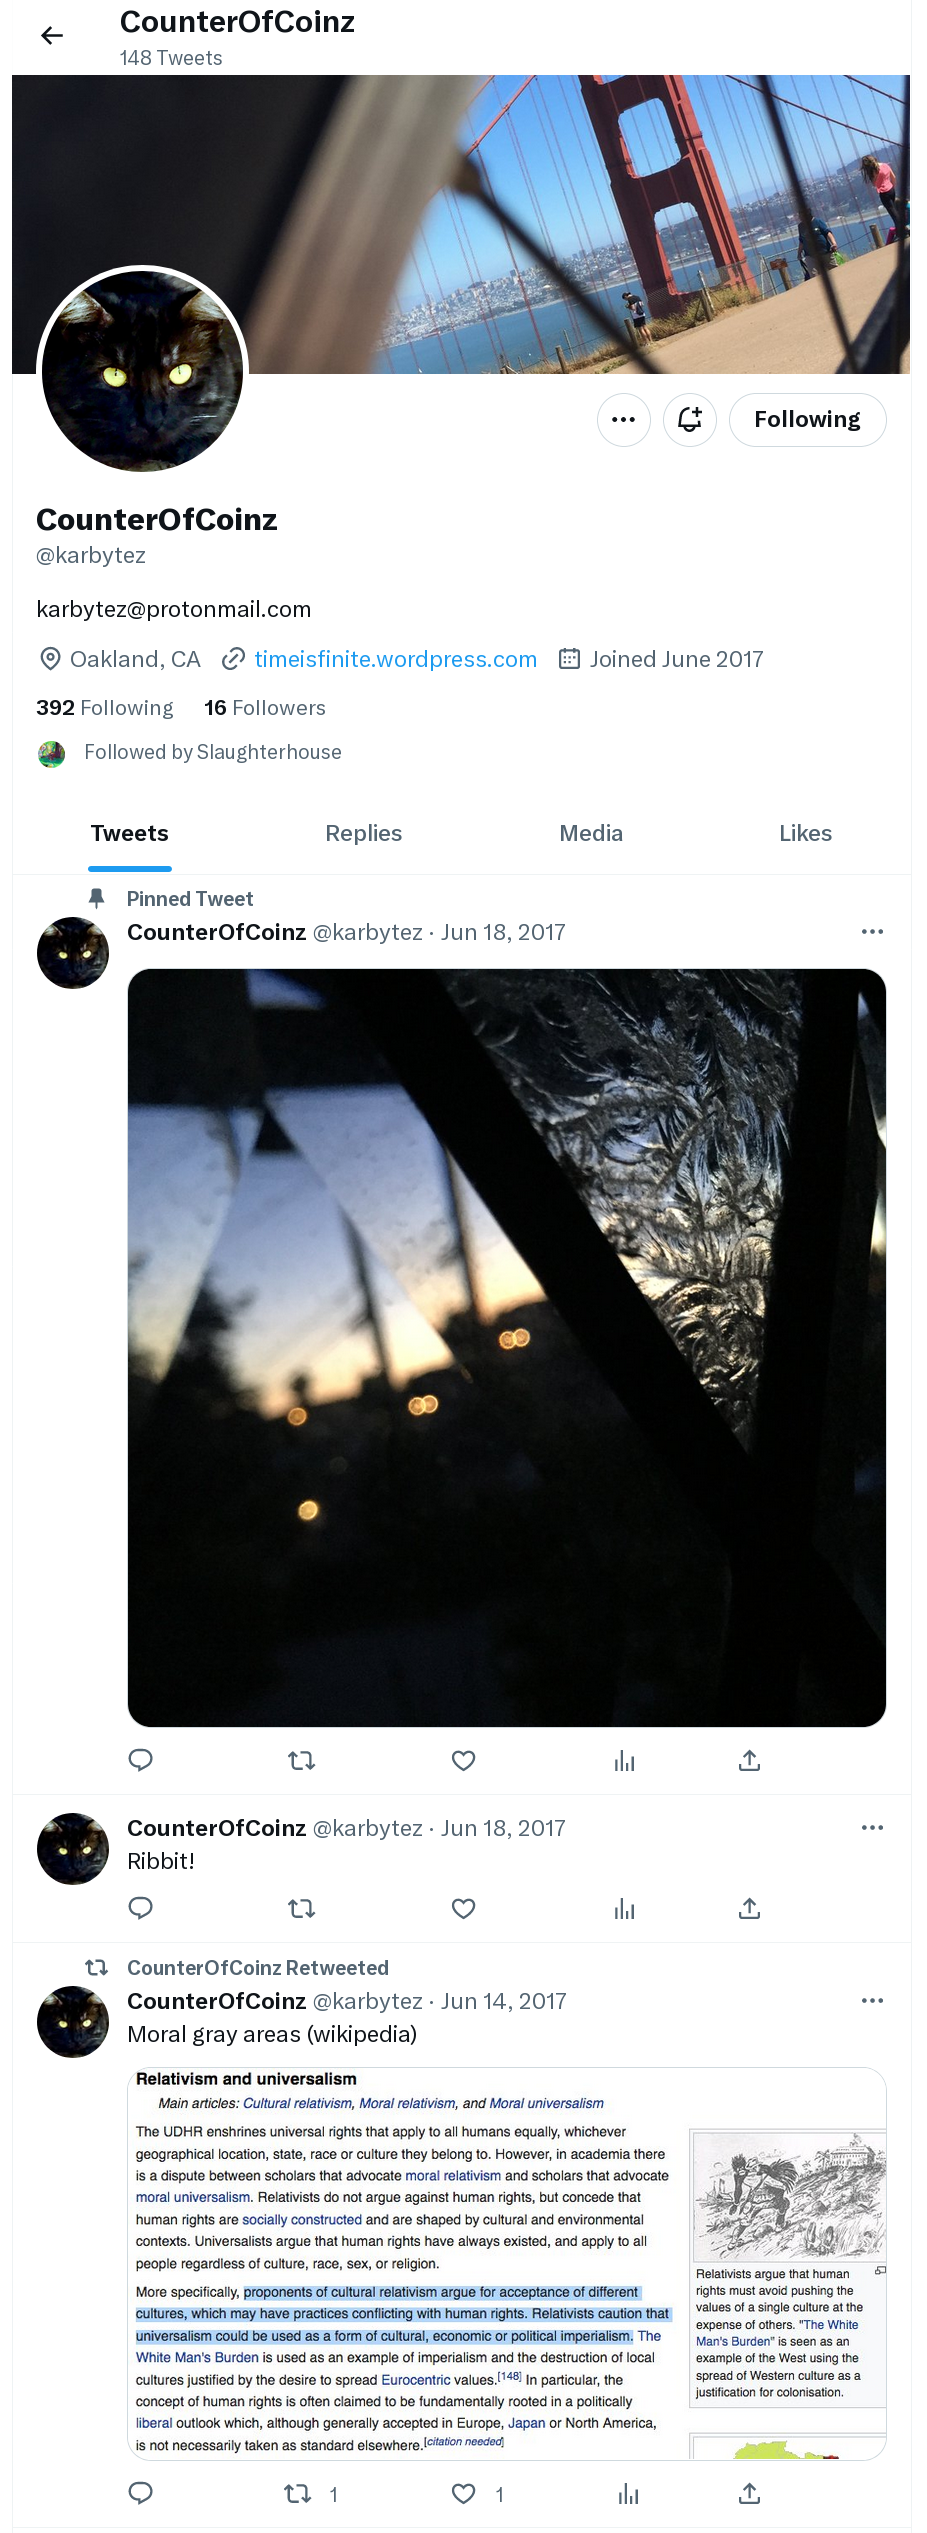 CounterOfCoinz
148 Tweets
Following
CounterOfCoinz
@karbytez
karbytez@protonmail.com
Oakland, CA timeisfinite.wordpress.com Joined June 2017
392 Following 16 Followers
Followed by Slaughterhouse
Tweets Replies Media Likes
Pinned Tweet
CounterOfCoinz @karbytez · Jun 18, 2017
CounterOfCoinz @karbytez · Jun 18, 2017
Ribbit!
CounterOfCoinz Retweeted
CounterOfCoinz @karbytez · Jun 14, 2017
Moral gray areas (wikipedia)
Relativism and universalism
Main articles: Cultural relativism, Moral relativism, and Moral universalism
The UDHR enshrines universal rights that apply to all humans equally, whichever
geographical location, state, race or culture they belong to. However, in academia there
is a dispute between scholars that advocate moral relativism and scholars that advocate
moral universalism. Relativists do not argue against human rights, but concede that
human rights are socially constructed and are shaped by cultural and environmental
contexts. Universalists argue that human rights have always existed, and apply to all
people regardless of culture, race, sex, or religion.
More specifically, proponents of cultural relativism argue for acceptance of different
cultures, which may have practices conflicting with human rights. Relativists caution that
universalism could be used as a form of cultural, economic or political imperialism. The
White Man's Burden is used as an example of imperialism and the destruction of local
cultures justified by the desire to spread Eurocentric values.[148] In particular, the
concept of human rights is often claimed to be fundamentally rooted in a politically
liberal outlook which, although generally accepted in Europe, Japan or North America,
is not necessarily taken as standard elsewhere.[citation needed]
Relativists argue that human
rights must avoid pushing the
values of a single culture at the
expense of others. "The White
Man's Burden" is seen as an
example of the West using the
spread of Western culture as a
justification for colonisation.
1 1